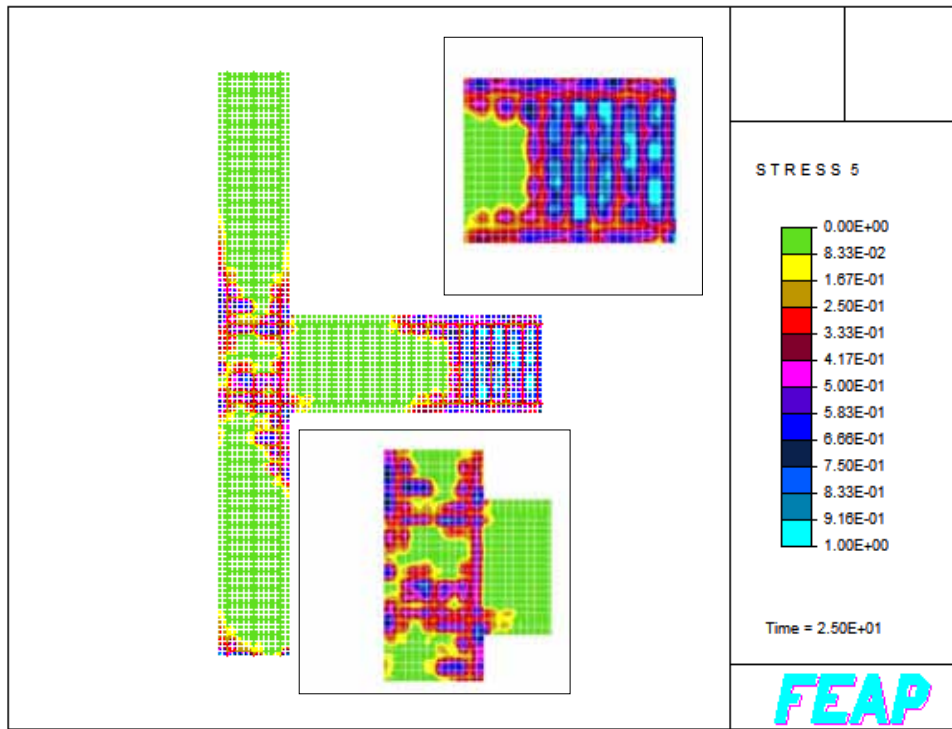 STRESS 5
0.00E+00
8.33E-02
1.67E-01
2.50E-01
3.33E-01
4.17E-01
5.00E-01
5.83E-01
6.66E-01
7.50E-01
8.33E-01
9.16E-01
1.00E+00
Time = 2.50E+01
FEAP